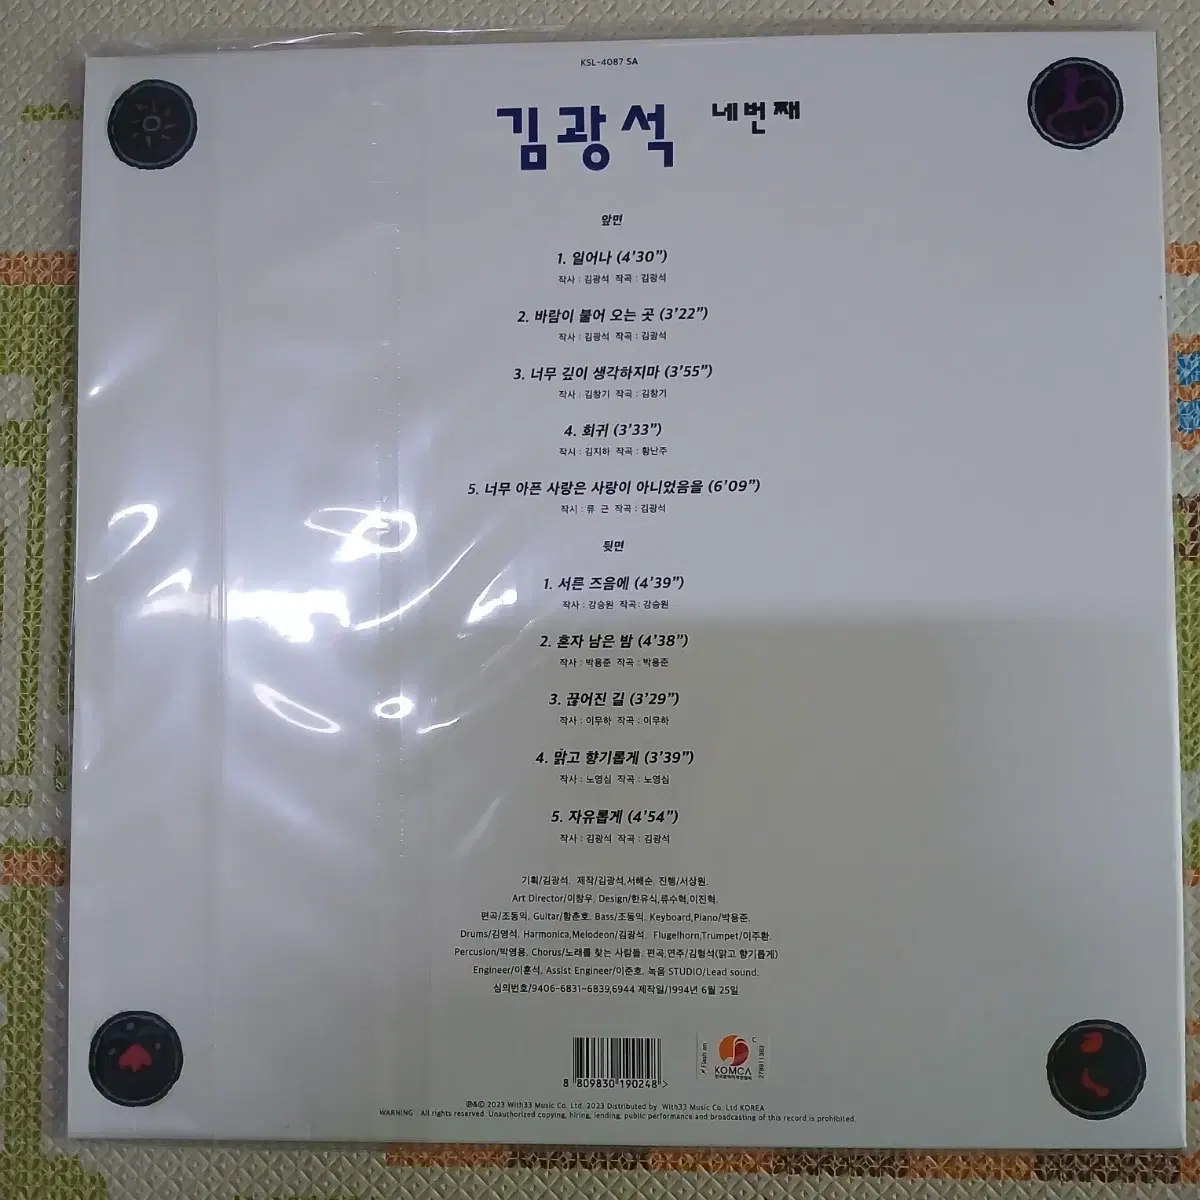 KSL-4087 SA
김광석 네번째
앞면
1. 일어나 (4'30")
작사 : 김광석 작곡 : 김광석
2. 바람이 불어 오는 곳 (3'22")
작사 : 김광석 작곡 : 김광석
3. 너무 깊이 생각하지마 (3'55")
작사 : 김창기 작곡 : 김창기
4. 회귀 (3'33")
작시 : 김지하 작곡 : 황난주
5. 너무 아픈 사랑은 사랑이 아니었음을 (6'09")
작시 : 류 근 작곡 : 김광석
뒷면
1. 서른 즈음에 (4'39")
작사 : 강승원 작곡 : 강승원
2. 혼자 남은 밤 (4'38")
작사 : 박용준 작곡 : 박용준
3. 끊어진 길 (3'29")
작사 : 이무하 작곡 : 이무하
4. 맑고 향기롭게 (3'39")
작사 : 노영심 작곡 : 노영심
5. 자유롭게 (4'54")
작사 : 김광석 작곡 : 김광석
기획/김광석, 제작/김광석,서해순, 진행/서상원,
Art Director/이창우, Design/한유식,류수혁,이진혁,
편곡/조동익, Guitar/함춘호, Bass/조동익, Keyboard,Piano/박용준,
Drums/김영석, Harmonica,Melodeon/김광석, Flugelhorn,Trumpet/이주환,
Percusion/박영용, Chorus/노래를 찾는 사람들, 편곡,연주/김형석(맑고 향기롭게)
Engineer/이훈석, Assist Engineer/이준호, 녹음 STUDIO/Lead sound,
심의번호/9406-6831~6839,6944 제작일/1994년 6월 25일
8 809830 190248 >
Flash on
KOMCA
C
℗&© 2023 With33 Music Co. Ltd. 2023 Distributed by With33 Music Co. Ltd KOREA
WARNING : All rights reserved. Unauthorized copying, hiring, lending, public performance and broadcasting of this record is prohibited.